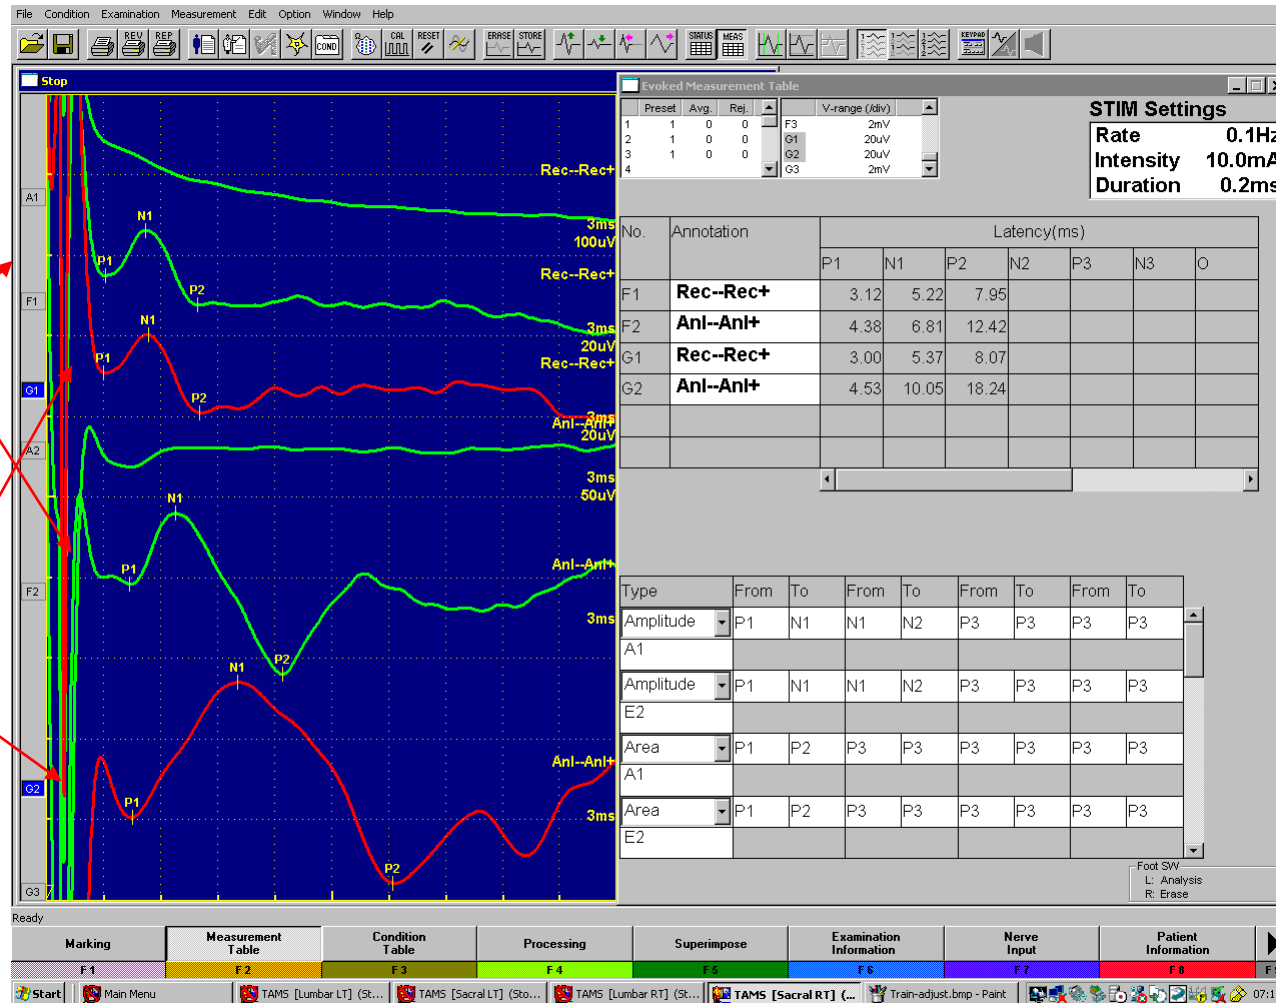 File Condition Examination Measurement Edit Option Window Help
REV REP COND CAL RESET ERASE STORE STATUS MEAS KEYPAD
Stop
A1
Rec--Rec+
3ms
100uV
N1
P1
P2
Rec--Rec+
F1
3ms
20uV
N1
P1
P2
Rec--Rec+
G1
3ms
20uV
Anl--Anl+
A2
3ms
50uV
N1
P1
P2
Anl--Anl+
F2
3ms
N1
P1
P2
Anl--Anl+
G2
3ms
G3
Evoked Measurement Table
Preset Avg. Rej.
1 1 0 0
2 1 0 0
3 1 0 0
4
V-range (/div)
F3 2mV
G1 20uV
G2 20uV
G3 2mV
STIM Settings
Rate 0.1Hz
Intensity 10.0mA
Duration 0.2ms
No. Annotation Latency(ms)
P1 N1 P2 N2 P3 N3 O
F1 Rec--Rec+ 3.12 5.22 7.95
F2 Anl--Anl+ 4.38 6.81 12.42
G1 Rec--Rec+ 3.00 5.37 8.07
G2 Anl--Anl+ 4.53 10.05 18.24
Type From To From To From To From To
Amplitude P1 N1 N1 N2 P3 P3 P3 P3
A1
Amplitude P1 N1 N1 N2 P3 P3 P3 P3
E2
Area P1 P2 P3 P3 P3 P3 P3 P3
A1
Area P1 P2 P3 P3 P3 P3 P3 P3
E2
Foot SW
L: Analysis
R: Erase
Ready
Marking Measurement Table Condition Table Processing Superimpose Examination Information Nerve Input Patient Information
F1 F2 F3 F4 F5 F6 F7 F8
Start Main Menu TAMS [Lumbar LT] (St... TAMS [Sacral LT] (Sto... TAMS [Lumbar RT] (St... TAMS [Sacral RT] (... Train-adjust.bmp - Paint